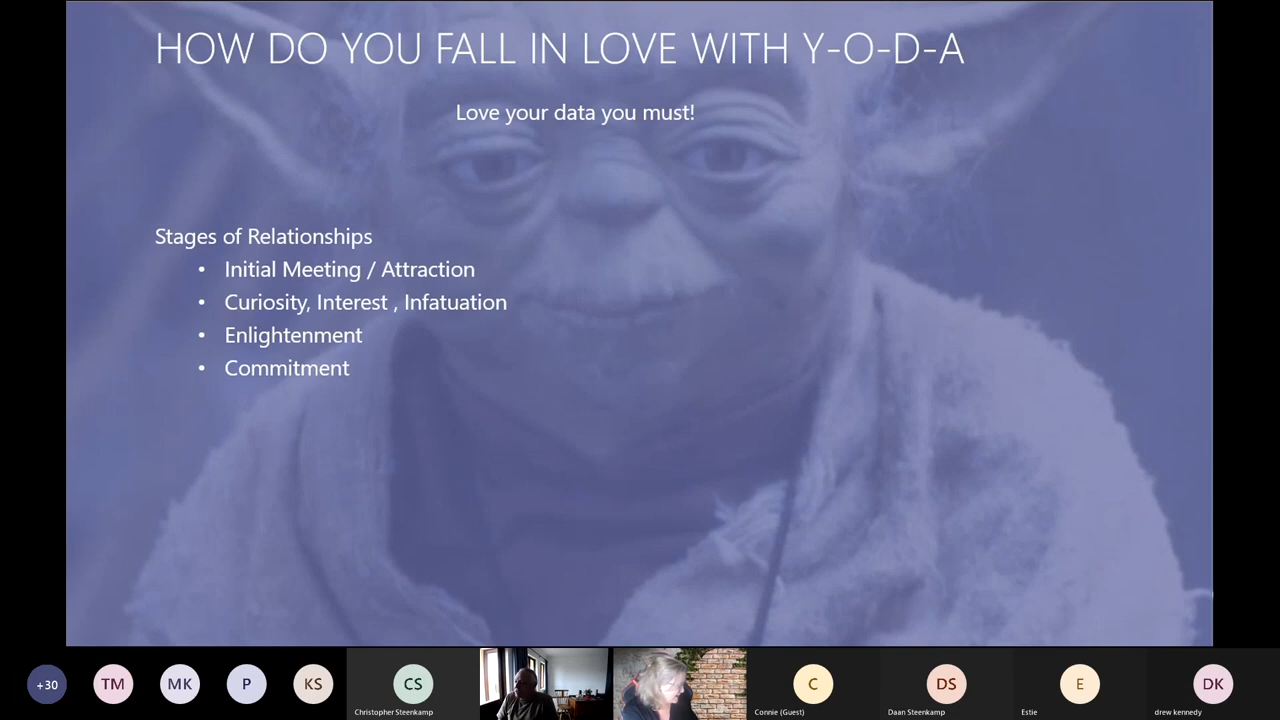 HOW DO YOU FALL IN LOVE WITH Y-O-D-A
Love your data you must!
Stages of Relationships
• Initial Meeting / Attraction
• Curiosity, Interest , Infatuation
• Enlightenment
• Commitment
+30
TM
MK
P
KS
CS
Christopher Steenkamp
C
Connie (Guest)
DS
Daan Steenkamp
E
Estie
DK
drew kennedy